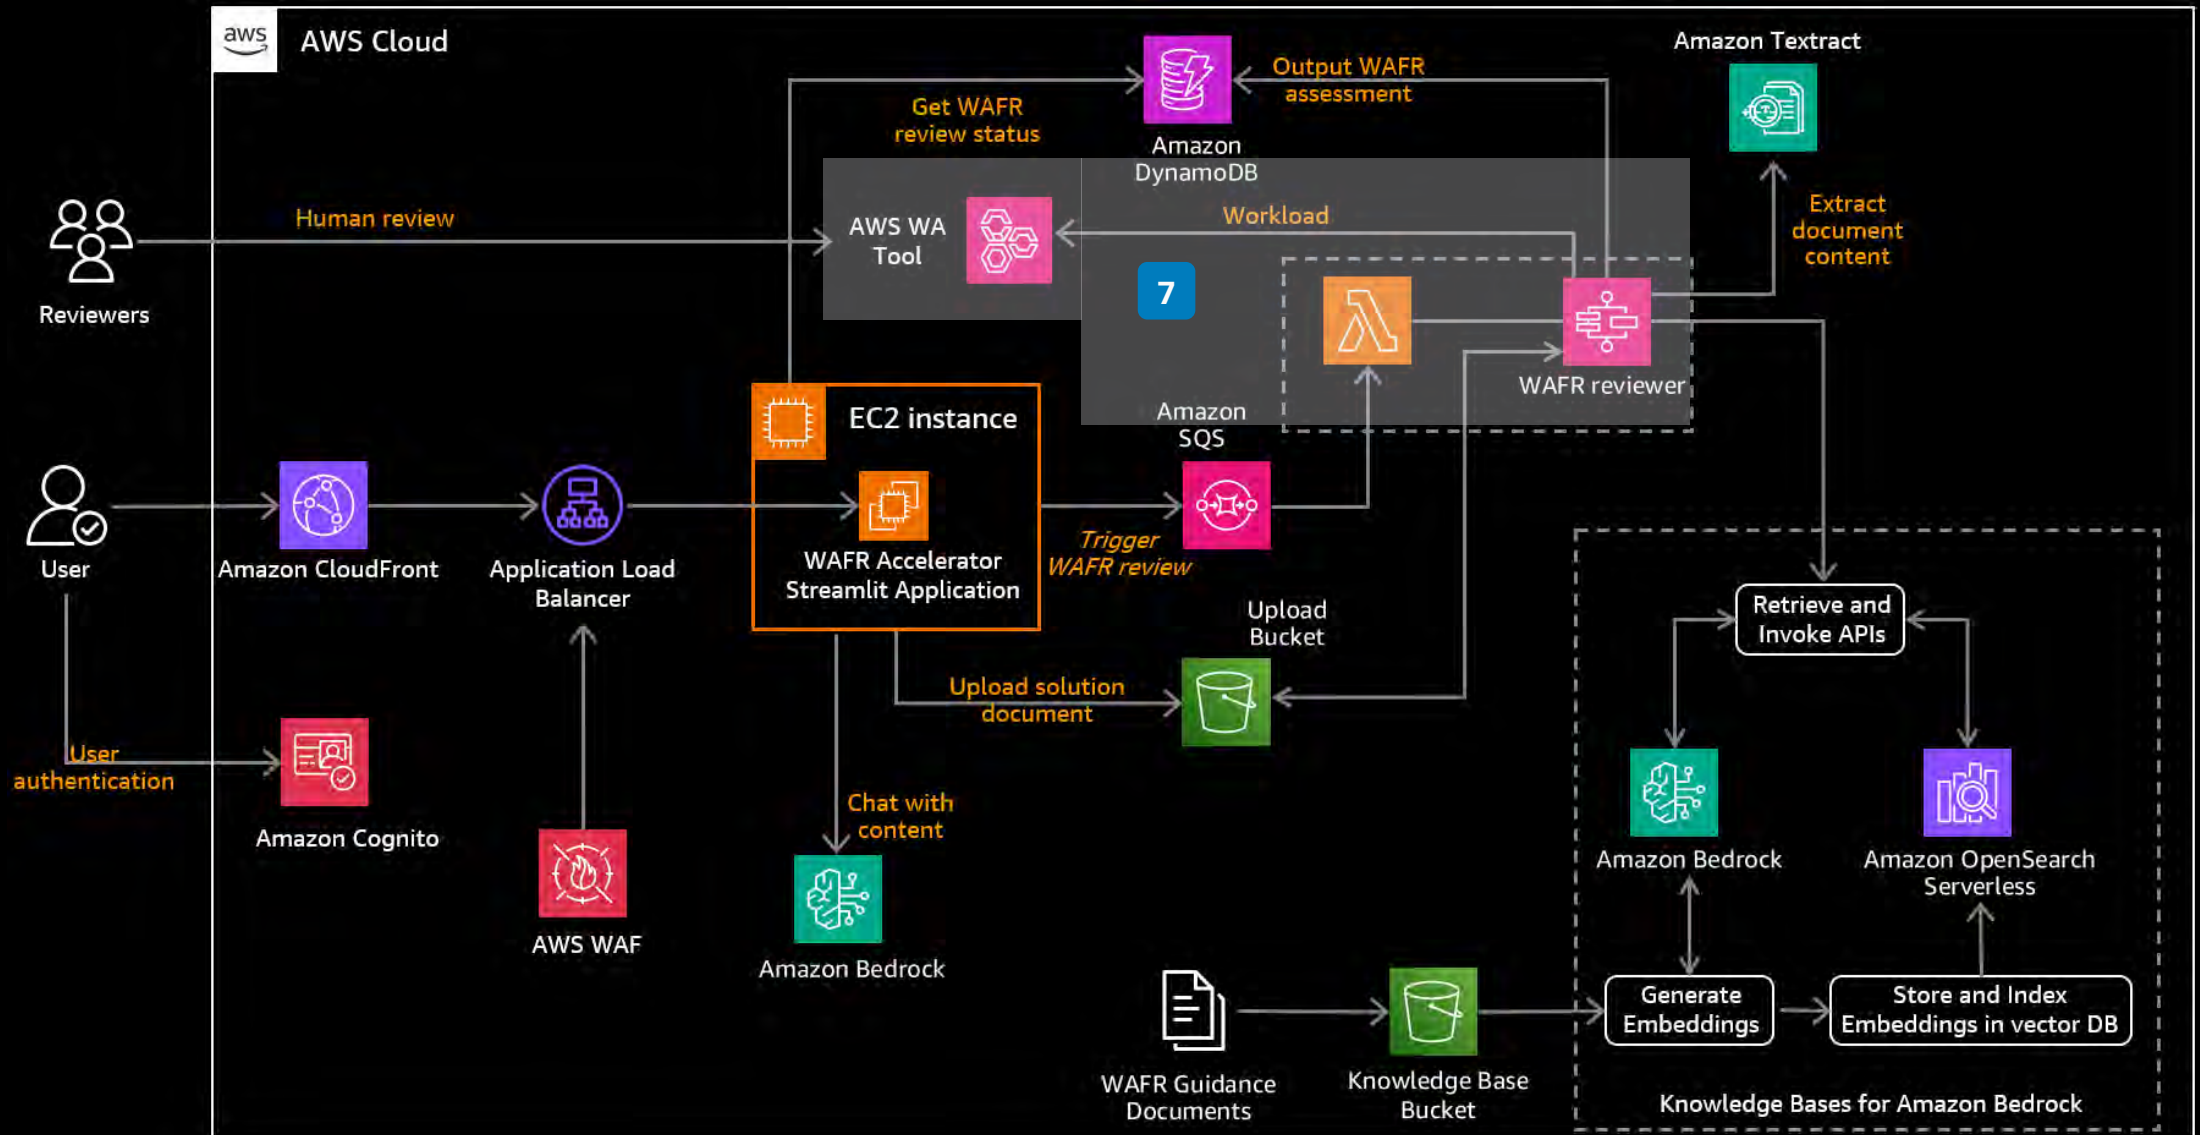 aws
AWS Cloud
Amazon Textract
Output WAFR
assessment
Get WAFR
review status
Amazon
DynamoDB
Extract
document
content
Human review
AWS WA
Tool
Workload
7
Reviewers
WAFR reviewer
EC2 instance
Amazon
SQS
WAFR Accelerator
Streamlit Application
Trigger
WAFR review
User
Amazon CloudFront
Application Load
Balancer
Upload
Bucket
Retrieve and
Invoke APIs
Upload solution
document
User
authentication
Amazon Cognito
Chat with
content
AWS WAF
Amazon Bedrock
Amazon Bedrock
Amazon OpenSearch
Serverless
Generate
Embeddings
Store and Index
Embeddings in vector DB
WAFR Guidance
Documents
Knowledge Base
Bucket
Knowledge Bases for Amazon Bedrock